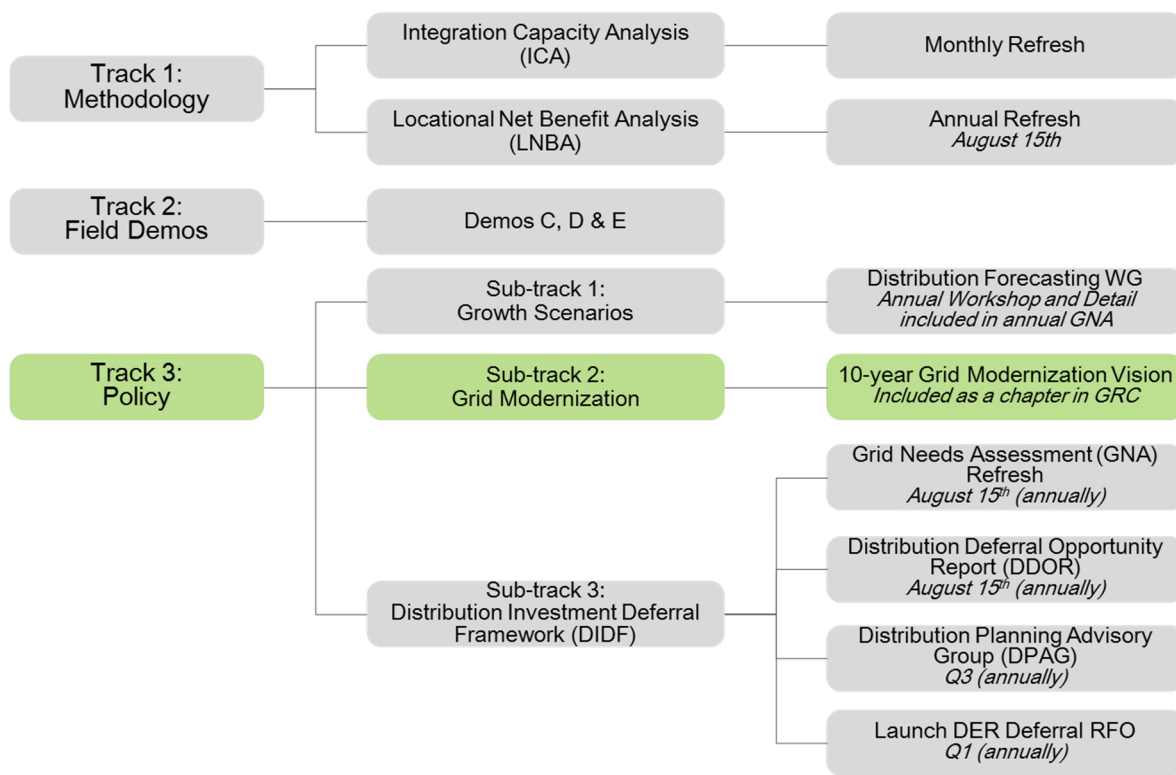 Track 1:
Methodology
Integration Capacity Analysis
(ICA)
Monthly Refresh
Locational Net Benefit Analysis
(LNBA)
Annual Refresh
August 15th
Track 2:
Field Demos
Demos C, D & E
Track 3:
Policy
Sub-track 1:
Growth Scenarios
Distribution Forecasting WG
Annual Workshop and Detail
included in annual GNA
Sub-track 2:
Grid Modernization
10-year Grid Modernization Vision
Included as a chapter in GRC
Sub-track 3:
Distribution Investment Deferral
Framework (DIDF)
Grid Needs Assessment (GNA)
Refresh
August 15th (annually)
Distribution Deferral Opportunity
Report (DDOR)
August 15th (annually)
Distribution Planning Advisory
Group (DPAG)
Q3 (annually)
Launch DER Deferral RFO
Q1 (annually)